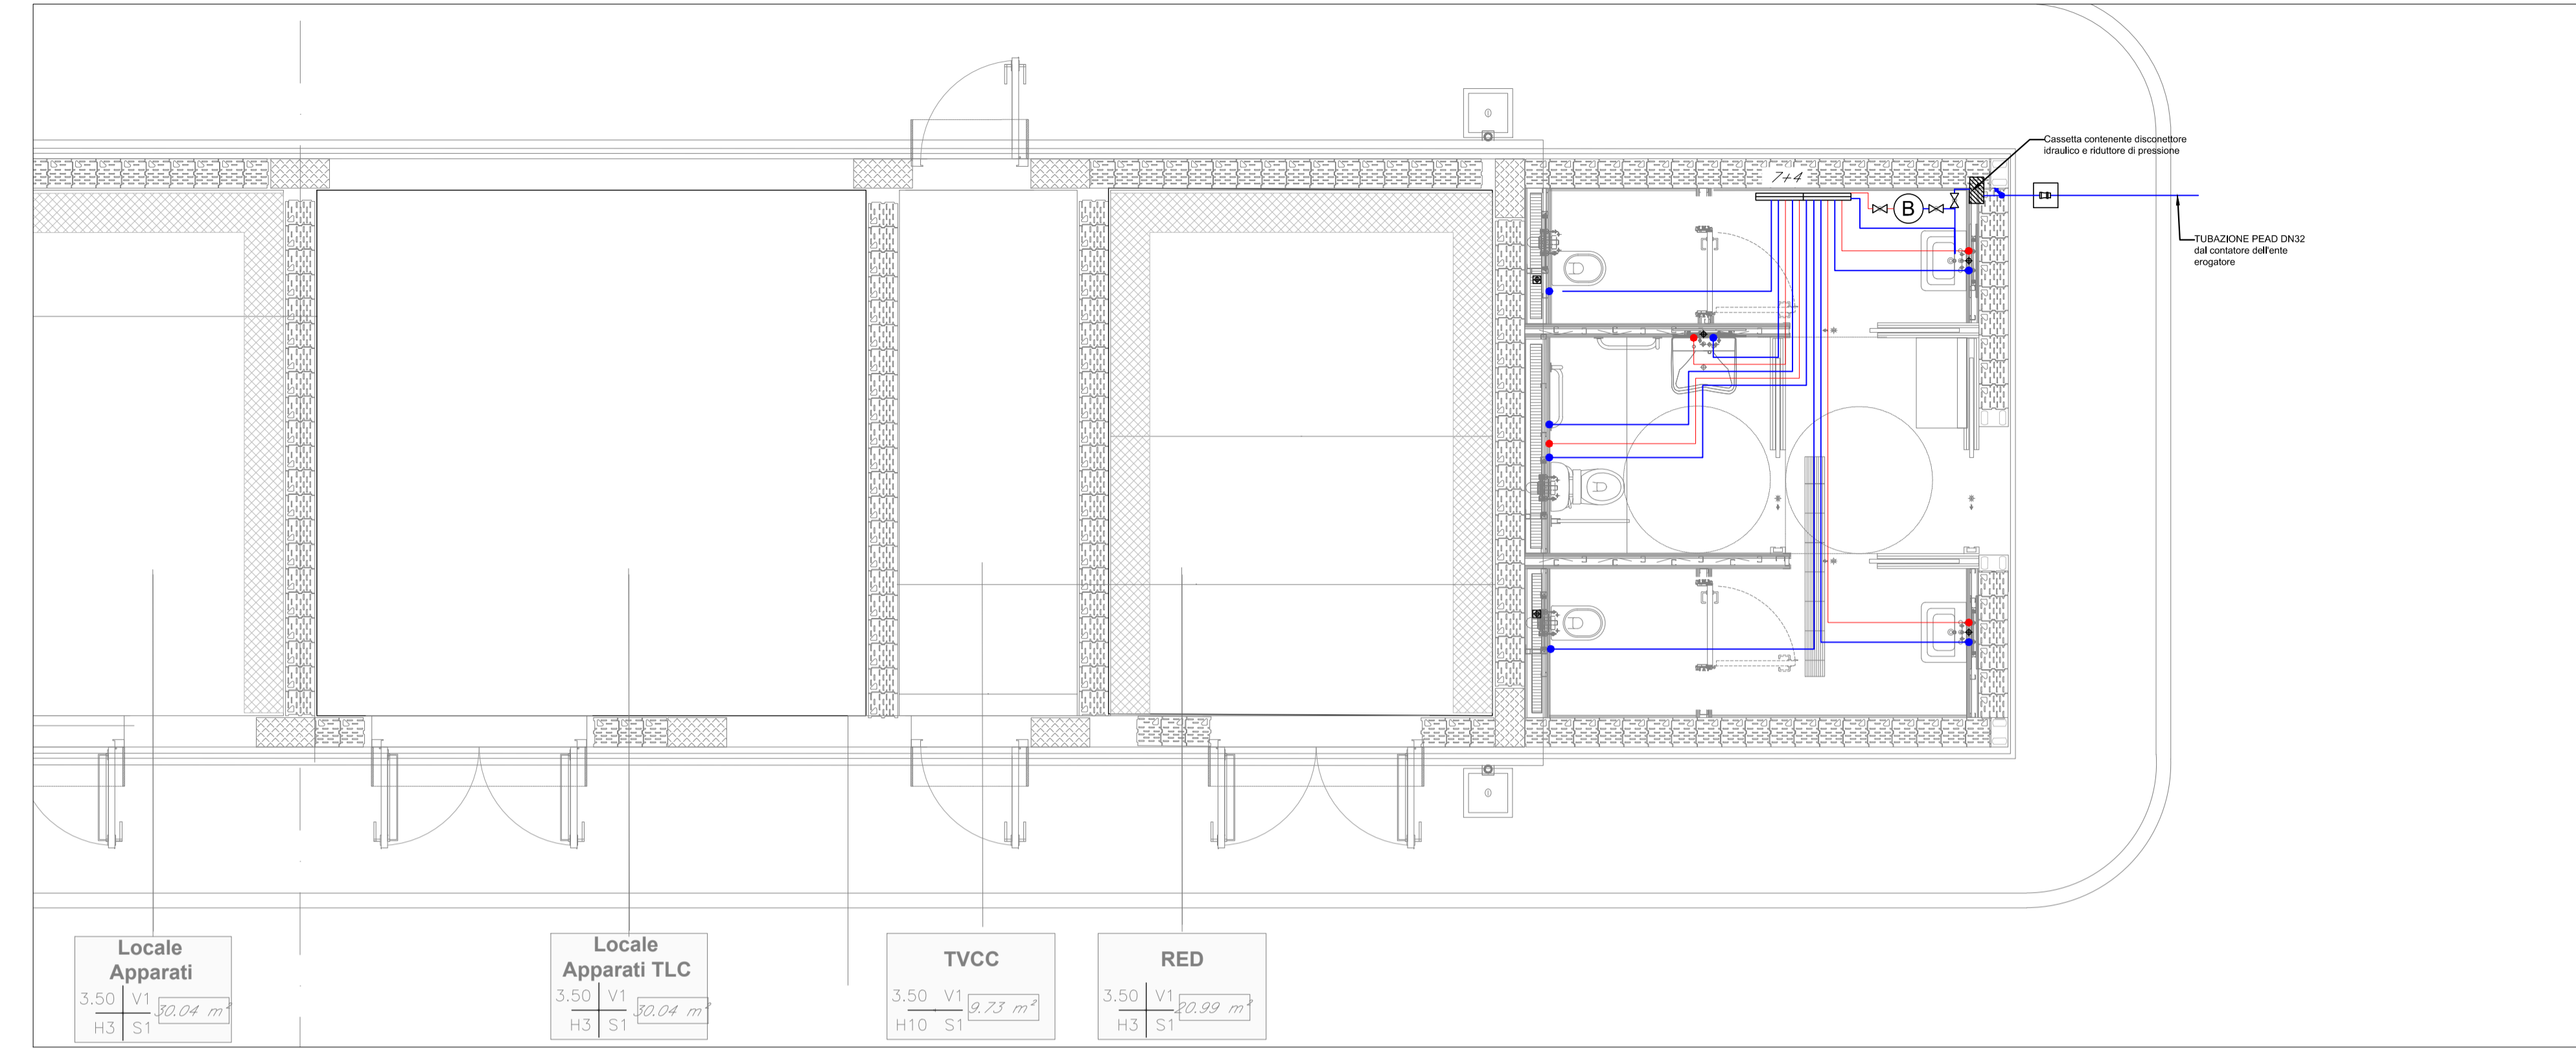 Cassetta contenente disconettore
idraulico e riduttore di pressione
7+4
B
TUBAZIONE PEAD DN32
dal contatore dell'ente
erogatore
Locale
Apparati
3.50 V1 30.04 m²
H3 S1
Locale
Apparati TLC
3.50 V1 30.04 m²
H3 S1
TVCC
3.50 V1 9.73 m²
H10 S1
RED
3.50 V1 20.99 m²
H3 S1